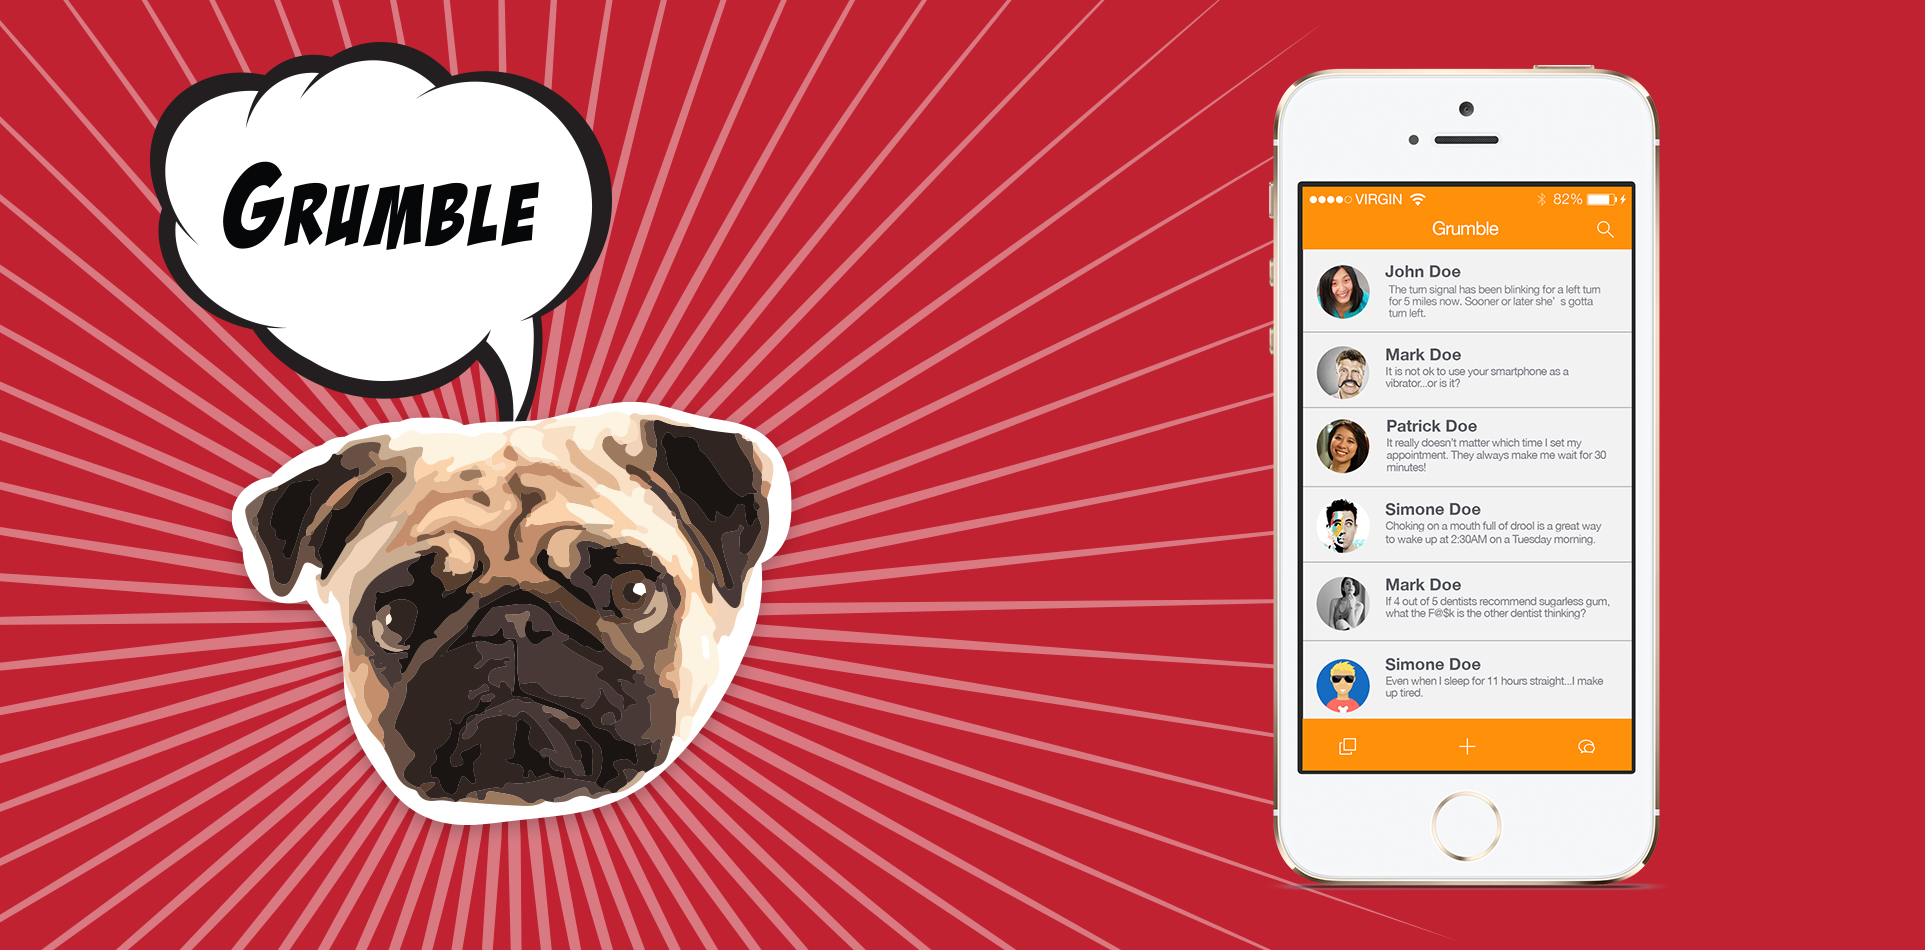 GRUMBLE
VIRGIN 82%
Grumble
John Doe
The turn signal has been blinking for a left turn
for 5 miles now. Sooner or later she' s gotta
turn left.
Mark Doe
It is not ok to use your smartphone as a
vibrator...or is it?
Patrick Doe
It really doesn't matter which time I set my
appointment. They always make me wait for 30
minutes!
Simone Doe
Choking on a mouth full of drool is a great way
to wake up at 2:30AM on a Tuesday morning.
Mark Doe
If 4 out of 5 dentists recommend sugarless gum,
what the F@$k is the other dentist thinking?
Simone Doe
Even when I sleep for 11 hours straight...I make
up tired.